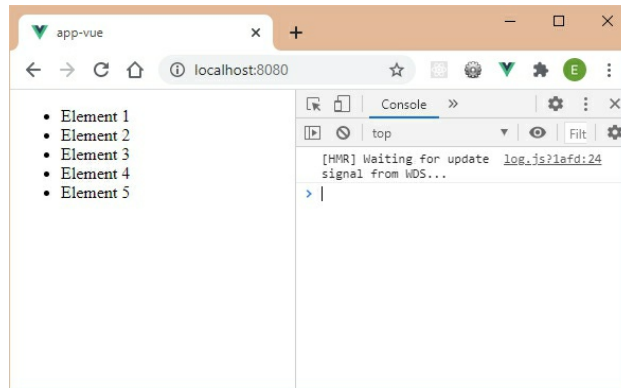 app-vue
localhost:8080
E
Element 1
Element 2
Element 3
Element 4
Element 5
Console
top
Filt
[HMR] Waiting for update log.js?1afd:24
signal from WDS...